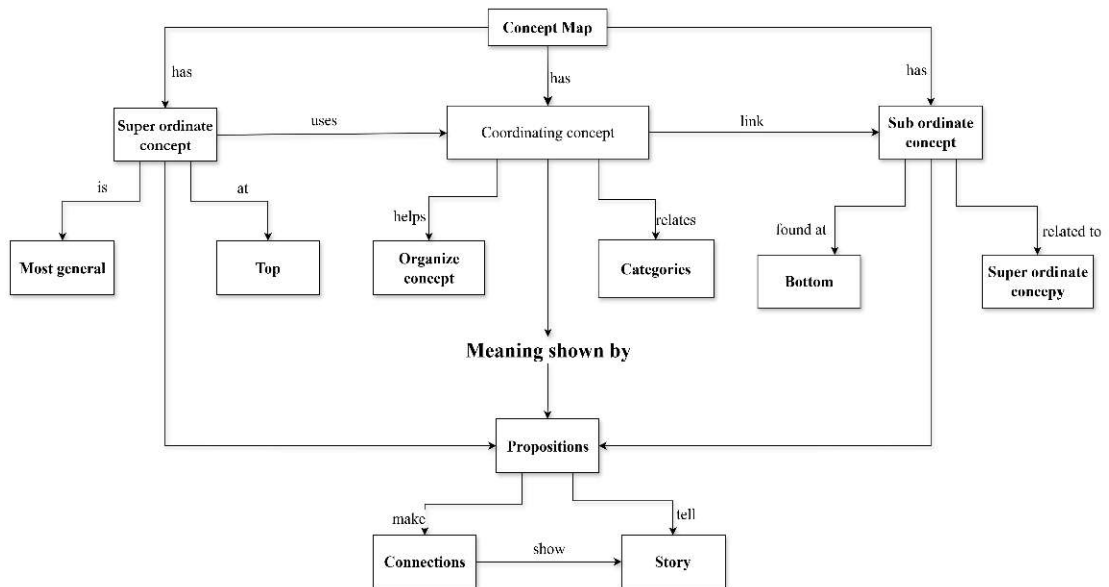 Concept Map
has
has
has
Super ordinate
concept
uses
Coordinating concept
link
Sub ordinate
concept
is
at
helps
relates
found at
related to
Most general
Top
Organize
concept
Categories
Bottom
Super ordinate
concepy
Meaning shown by
Propositions
make
tell
Connections
show
Story